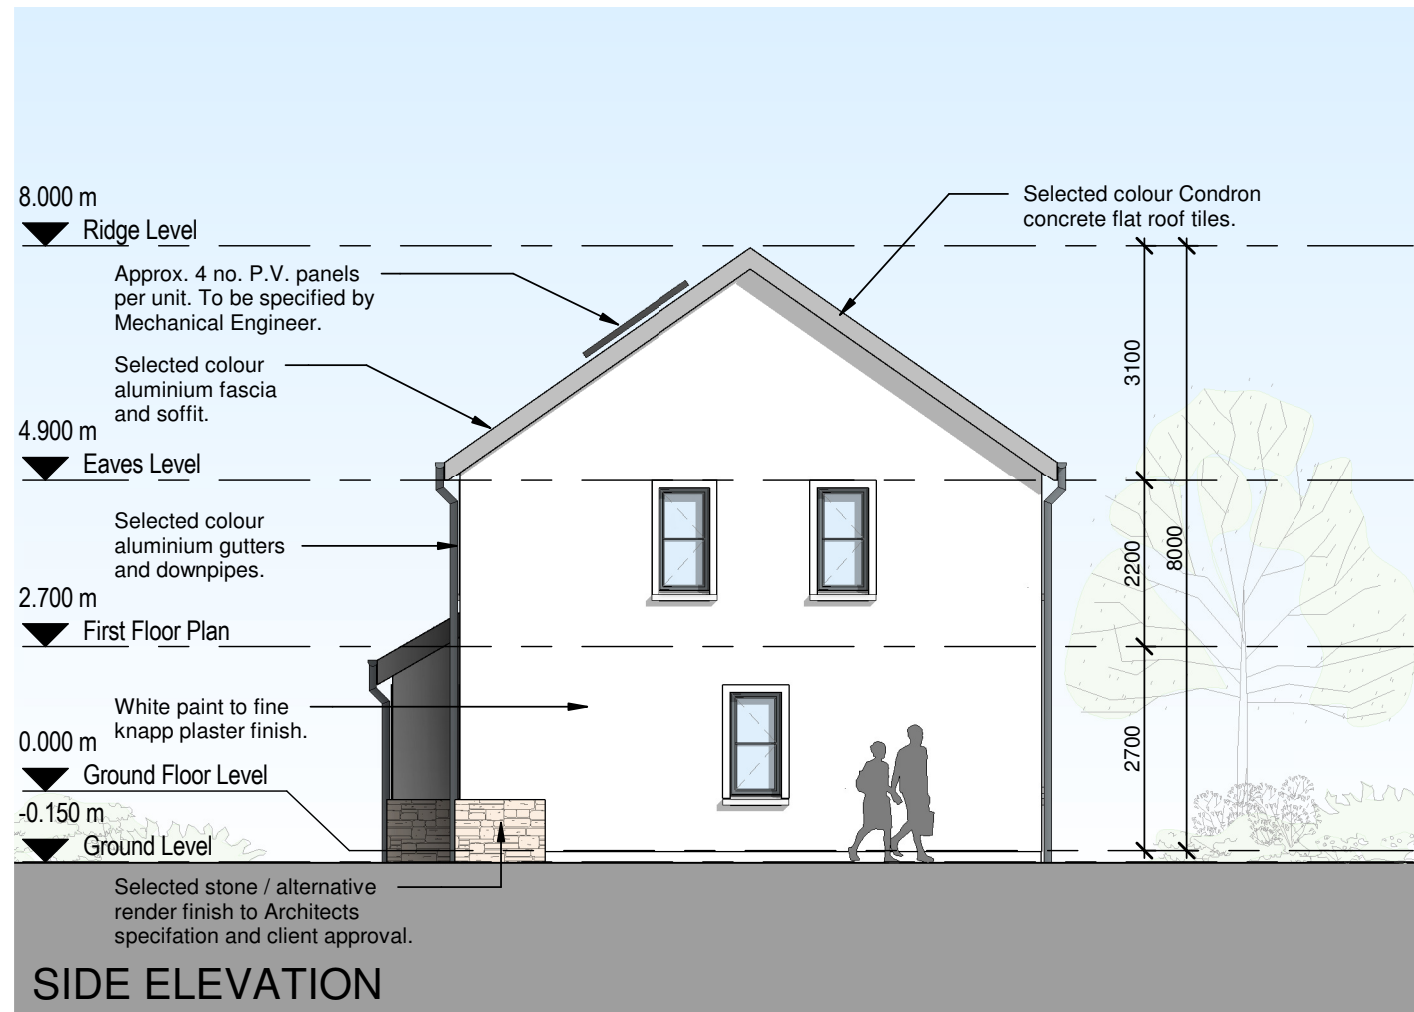 8.000 m
Ridge Level
Selected colour Condron
concrete flat roof tiles.
Approx. 4 no. P.V. panels
per unit. To be specified by
Mechanical Engineer.
3100
Selected colour
aluminium fascia
and soffit.
4.900 m
Eaves Level
Selected colour
aluminium gutters
and downpipes.
2200
8000
2.700 m
First Floor Plan
White paint to fine
knapp plaster finish.
2700
0.000 m
Ground Floor Level
-0.150 m
Ground Level
Selected stone / alternative
render finish to Architects
specifation and client approval.
SIDE ELEVATION